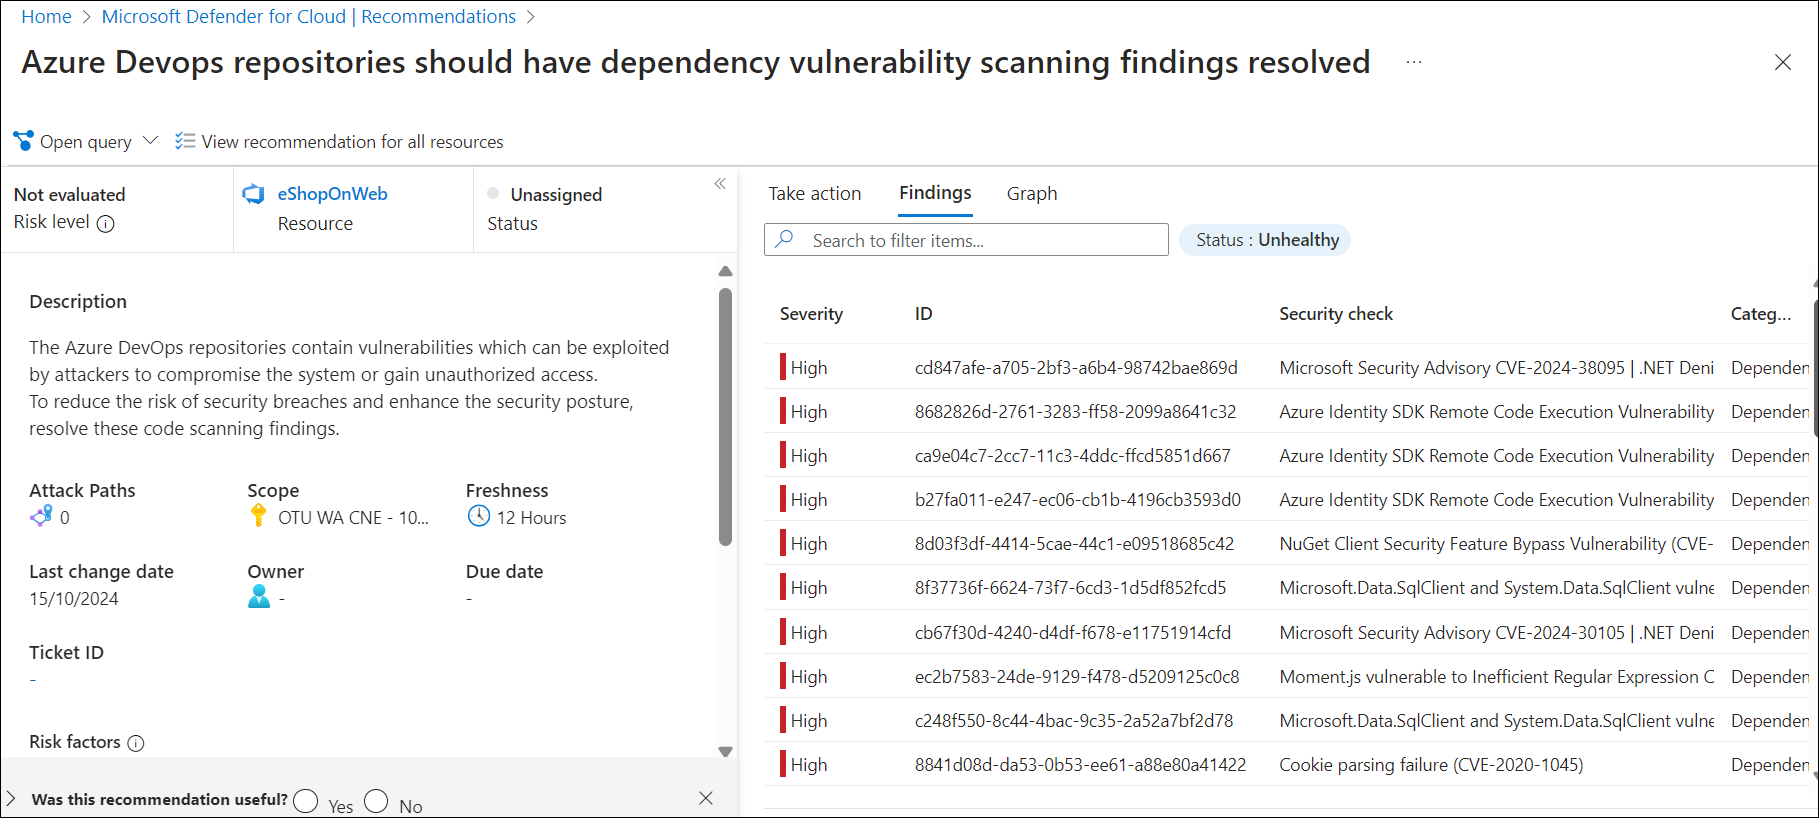 Home > Microsoft Defender for Cloud | Recommendations >
Azure Devops repositories should have dependency vulnerability scanning findings resolved ...
Open query View recommendation for all resources
Not evaluated
Risk level
eShopOnWeb
Resource
Unassigned
Status
Description
The Azure DevOps repositories contain vulnerabilities which can be exploited
by attackers to compromise the system or gain unauthorized access.
To reduce the risk of security breaches and enhance the security posture,
resolve these code scanning findings.
Attack Paths
0
Scope
OTU WA CNE - 10...
Freshness
12 Hours
Last change date
15/10/2024
Owner
-
Due date
-
Ticket ID
-
Risk factors
Was this recommendation useful? Yes No
Take action Findings Graph
Search to filter items...
Status : Unhealthy
Severity ID Security check Categ...
High cd847afe-a705-2bf3-a6b4-98742bae869d Microsoft Security Advisory CVE-2024-38095 | .NET Deni Dependen
High 8682826d-2761-3283-ff58-2099a8641c32 Azure Identity SDK Remote Code Execution Vulnerability Dependen
High ca9e04c7-2cc7-11c3-4ddc-ffcd5851d667 Azure Identity SDK Remote Code Execution Vulnerability Dependen
High b27fa011-e247-ec06-cb1b-4196cb3593d0 Azure Identity SDK Remote Code Execution Vulnerability Dependen
High 8d03f3df-4414-5cae-44c1-e09518685c42 NuGet Client Security Feature Bypass Vulnerability (CVE- Dependen
High 8f37736f-6624-73f7-6cd3-1d5df852fcd5 Microsoft.Data.SqlClient and System.Data.SqlClient vulne Dependen
High cb67f30d-4240-d4df-f678-e11751914cfd Microsoft Security Advisory CVE-2024-30105 | .NET Deni Dependen
High ec2b7583-24de-9129-f478-d5209125c0c8 Moment.js vulnerable to Inefficient Regular Expression C Dependen
High c248f550-8c44-4bac-9c35-2a52a7bf2d78 Microsoft.Data.SqlClient and System.Data.SqlClient vulne Dependen
High 8841d08d-da53-0b53-ee61-a88e80a41422 Cookie parsing failure (CVE-2020-1045) Dependen